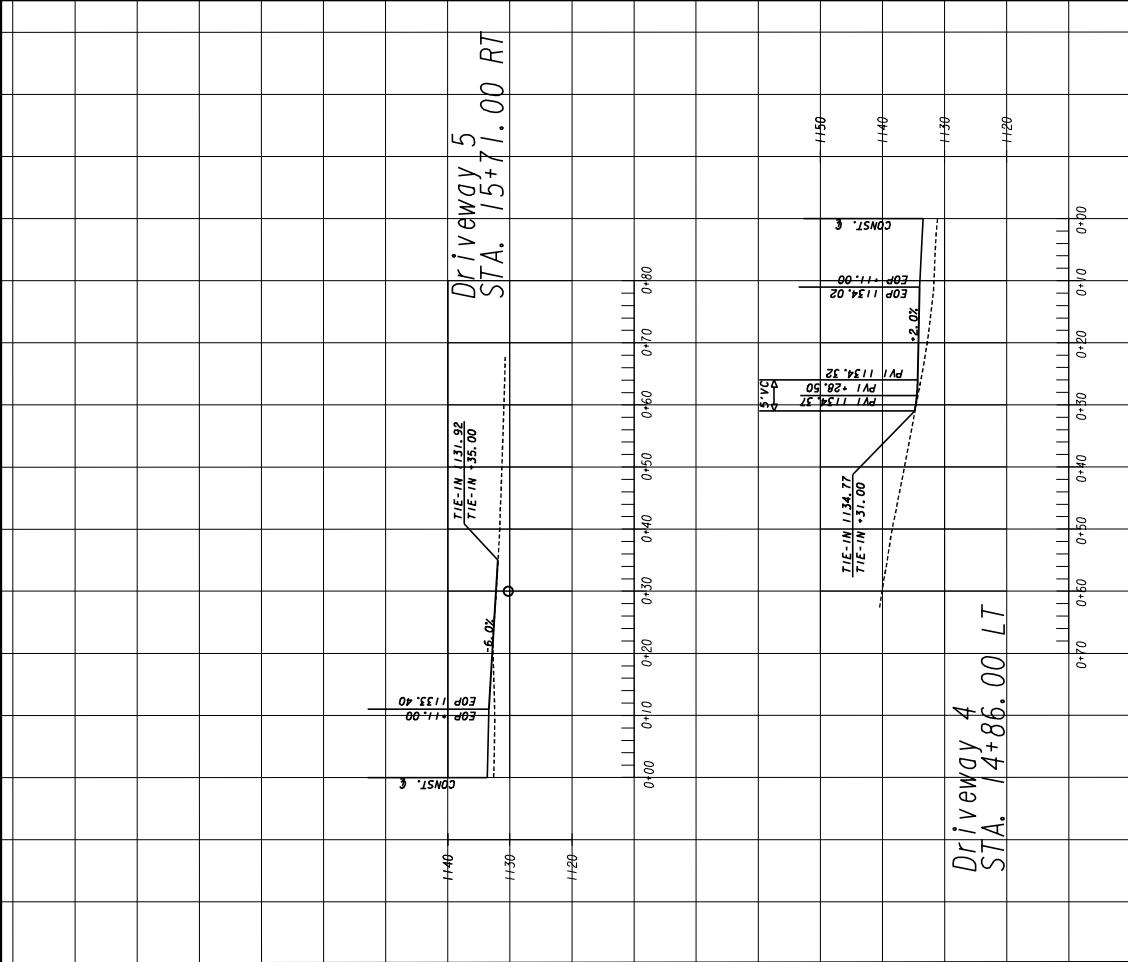 Driveway 5
STA. 15+71.00 RT
TIE-IN 1131.92
TIE-IN +35.00
-6.0%
EOP +11.00
EOP 1133.40
CONST. ℄
1140
1130
1120
0+00
0+10
0+20
0+30
0+40
0+50
0+60
0+70
0+80
Driveway 4
STA. 14+86.00 LT
TIE-IN 1134.77
TIE-IN +31.00
5'VC
PVI 1134.37
PVI +28.50
PVI 1134.32
+2.0%
EOP 1134.02
EOP +11.00
CONST. ℄
1150
1140
1130
1120
0+00
0+10
0+20
0+30
0+40
0+50
0+60
0+70